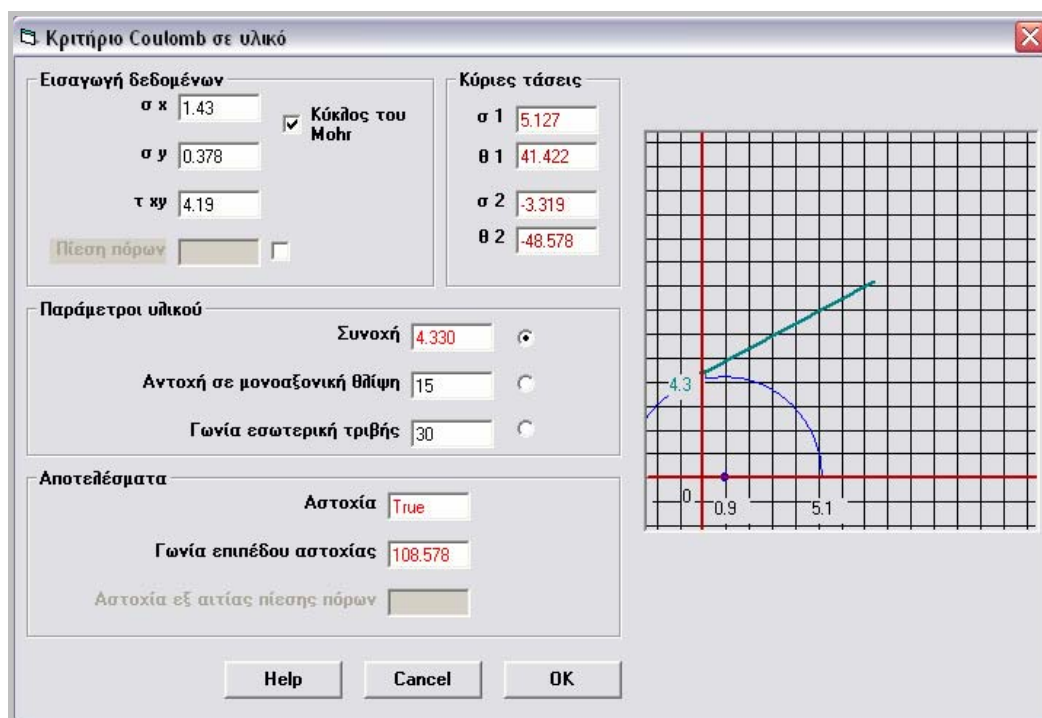 Κριτήριο Coulomb σε υλικό
Εισαγωγή δεδομένων
σ x 1.43
Κύκλος του
Mohr
σ y 0.378
τ xy 4.19
Πίεση πόρων
Κύριες τάσεις
σ 1 5.127
θ 1 41.422
σ 2 -3.319
θ 2 -48.578
Παράμετροι υλικού
Συνοχή 4.330
Αντοχή σε μονοαξονική θλίψη 15
Γωνία εσωτερική τριβής 30
Αποτελέσματα
Αστοχία True
Γωνία επιπέδου αστοχίας 108.578
Αστοχία εξ αιτίας πίεσης πόρων
4.3
0
0.9
5.1
Help
Cancel
OK